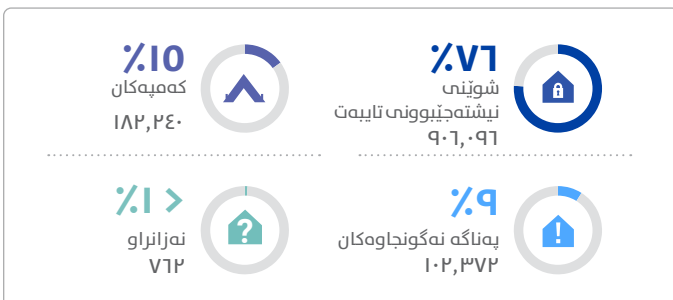 ٪٧٦
شوێنی
نیشتەجێبوونی تایبەت
٩٠٦,٠٩٦
٪١٥
کەمپەکان
١٨٢,٢٤٠
٪٩
پەناگە نەگونجاوەکان
١٠٢,٣٧٢
< ٪١
نەزانراو
٧٦٢